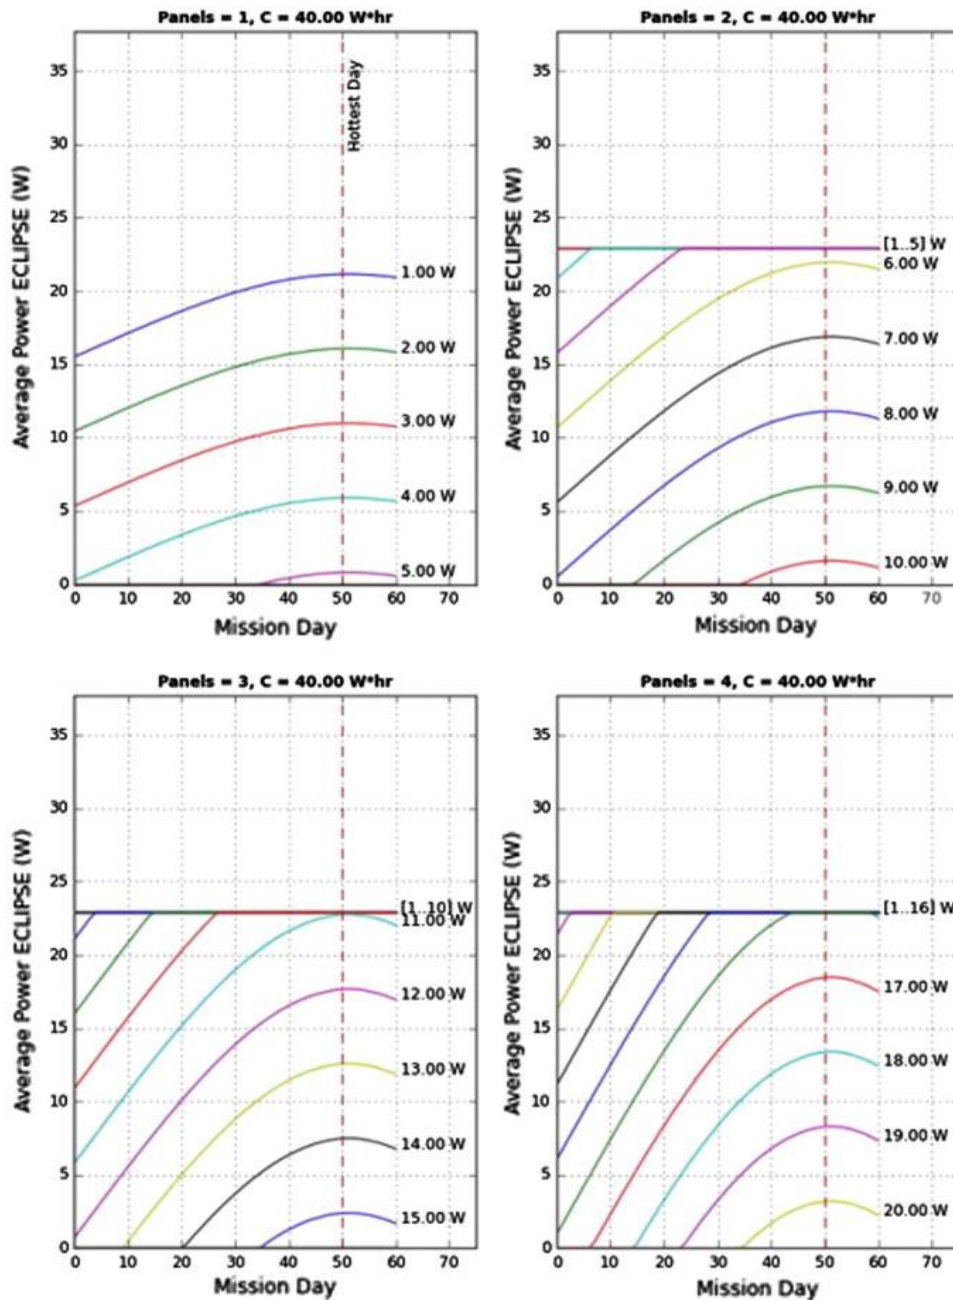 Panels = 1, C = 40.00 W*hr
Average Power ECLIPSE (W)
35
30
25
20
15
10
5
0
Hottest Day
1.00 W
2.00 W
3.00 W
4.00 W
5.00 W
0 10 20 30 40 50 60 70
Mission Day
Panels = 2, C = 40.00 W*hr
Average Power ECLIPSE (W)
35
30
25
20
15
10
5
0
[1..5] W
6.00 W
7.00 W
8.00 W
9.00 W
10.00 W
0 10 20 30 40 50 60 70
Mission Day
Panels = 3, C = 40.00 W*hr
Average Power ECLIPSE (W)
35
30
25
20
15
10
5
0
[1..10] W
11.00 W
12.00 W
13.00 W
14.00 W
15.00 W
0 10 20 30 40 50 60 70
Mission Day
Panels = 4, C = 40.00 W*hr
Average Power ECLIPSE (W)
35
30
25
20
15
10
5
0
[1..16] W
17.00 W
18.00 W
19.00 W
20.00 W
0 10 20 30 40 50 60 70
Mission Day